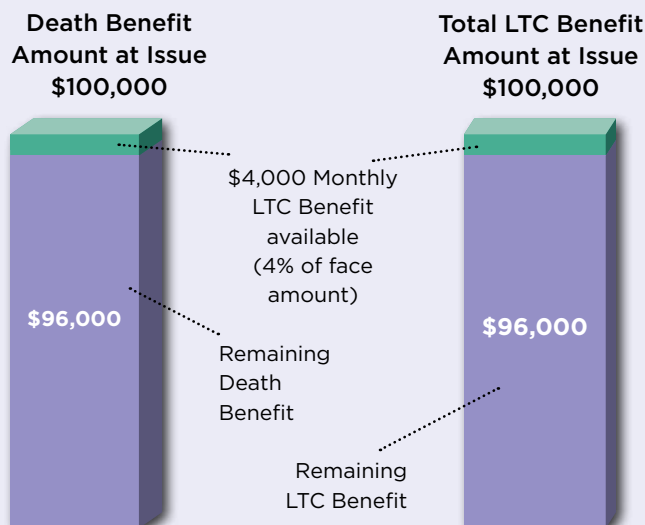 Death Benefit
Amount at Issue
$100,000
Total LTC Benefit
Amount at Issue
$100,000
$4,000 Monthly
LTC Benefit
available
(4% of face
amount)
$96,000
$96,000
Remaining
Death
Benefit
Remaining
LTC Benefit